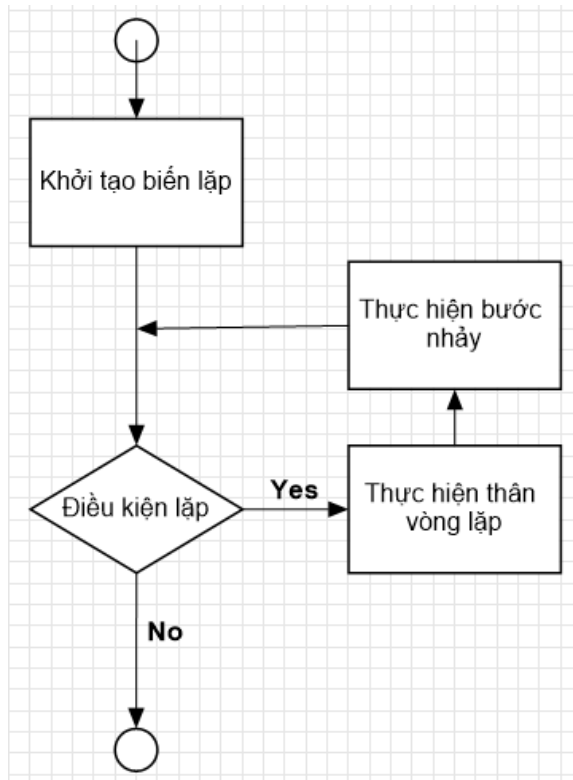 Khởi tạo biến lặp
Thực hiện bước
nhảy
Điều kiện lặp
Yes
Thực hiện thân
vòng lặp
No